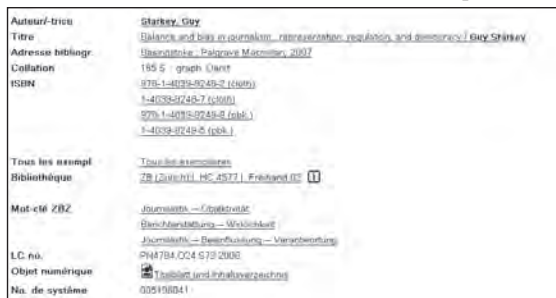 Auteur/-trice Starkey, Guy
Titre Balance and bias in journalism : representation, regulation, and democracy / Guy Starkey
Adresse bibliogr. Basingstoke : Palgrave Macmillan, 2007
Collation S. : graph. Darst
ISBN 978-1-4039-9248-2 (cloth)
1-4039-9248-7 (cloth)
978-1-4039-9249-9 (pbk.)
1-4039-9249-5 (pbk.)
Tous les exempl. Tous les exemplaires
Bibliothèque ZB (Zürich) | HC 4577 | Freihand 02
Mot-clé ZBZ Journalistik -- Objektivität
Berichterstattung -- Wirklichkeit
Journalistik -- Beeinflussung -- Verantwortung
LC no. PN4784.O24 S73 2006
Objet numérique Titelblatt und Inhaltsverzeichnis
No. de système